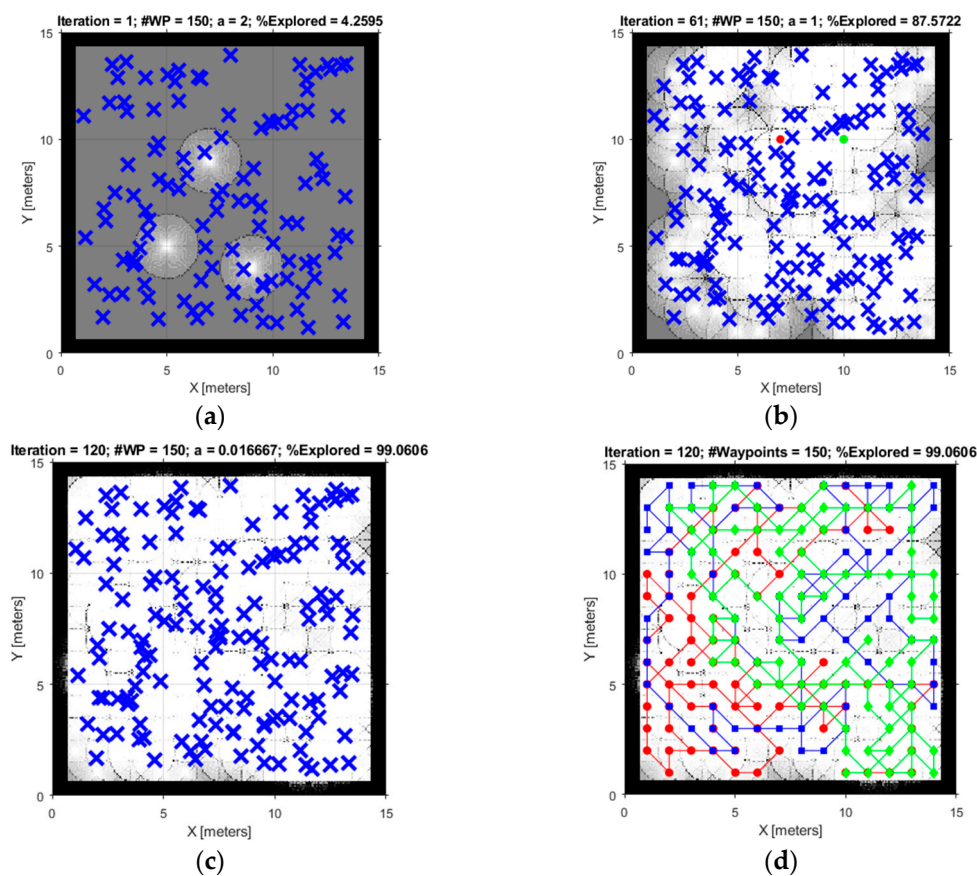 Iteration = 1; #WP = 150; a = 2; %Explored = 4.2595
15
10
5
0
Y [meters]
0 5 10 15
X [meters]
(a)
Iteration = 61; #WP = 150; a = 1; %Explored = 87.5722
15
10
5
0
Y [meters]
0 5 10 15
X [meters]
(b)
Iteration = 120; #WP = 150; a = 0.016667; %Explored = 99.0606
15
10
5
0
Y [meters]
0 5 10 15
X [meters]
(c)
Iteration = 120; #Waypoints = 150; %Explored = 99.0606
15
10
5
0
Y [meters]
0 5 10 15
X [meters]
(d)